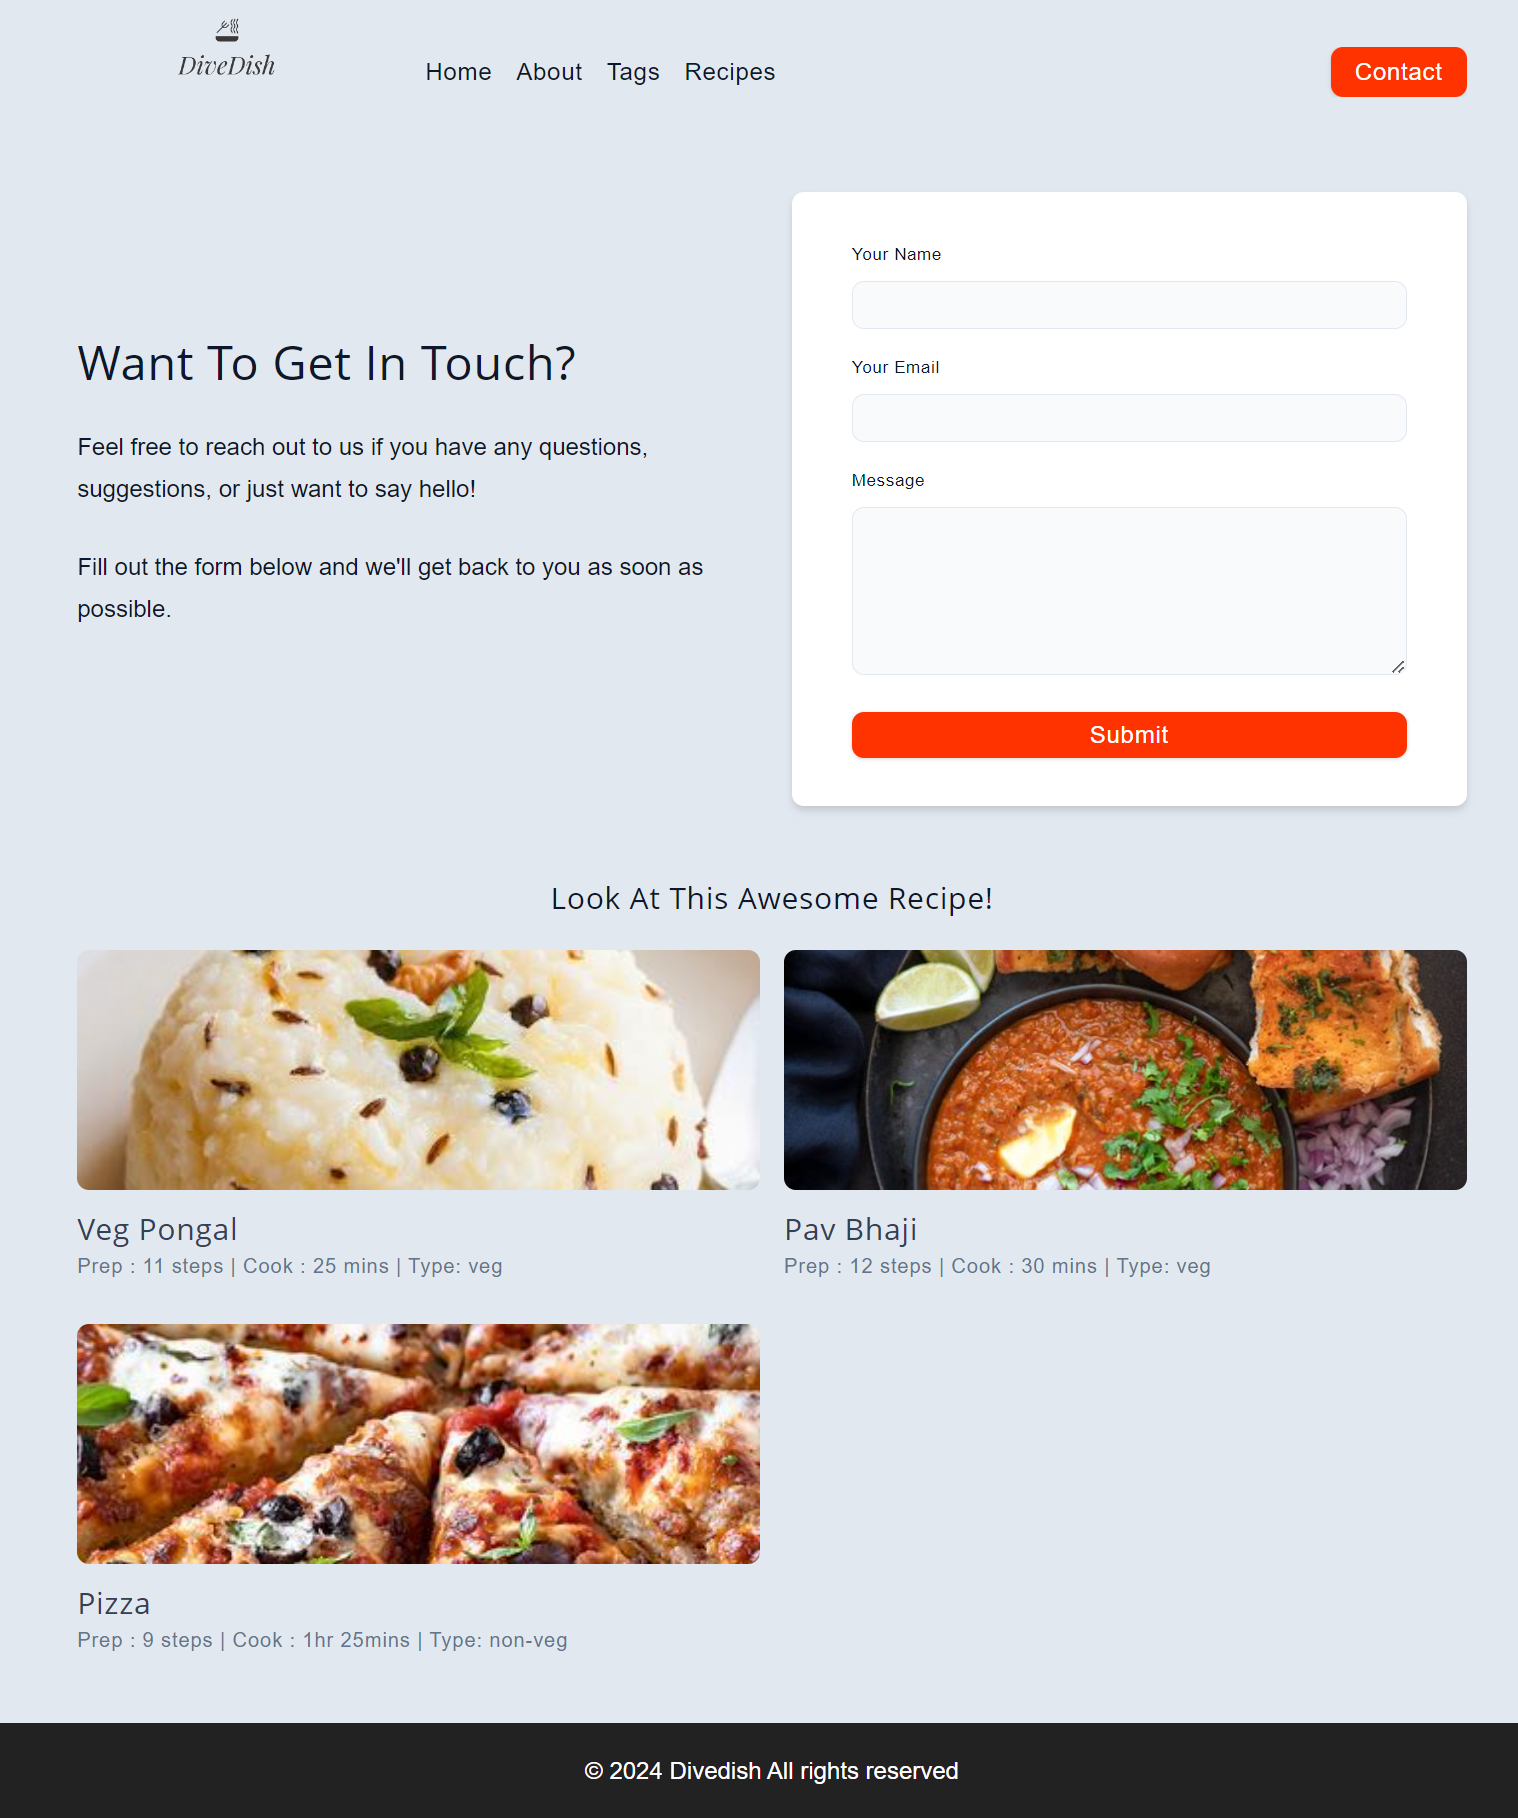 DiveDish
Home About Tags Recipes
Contact
Want To Get In Touch?
Feel free to reach out to us if you have any questions,
suggestions, or just want to say hello!
Fill out the form below and we'll get back to you as soon as
possible.
Your Name
Your Email
Message
Submit
Look At This Awesome Recipe!
Veg Pongal
Prep : 11 steps | Cook : 25 mins | Type: veg
Pav Bhaji
Prep : 12 steps | Cook : 30 mins | Type: veg
Pizza
Prep : 9 steps | Cook : 1hr 25mins | Type: non-veg
© 2024 Divedish All rights reserved